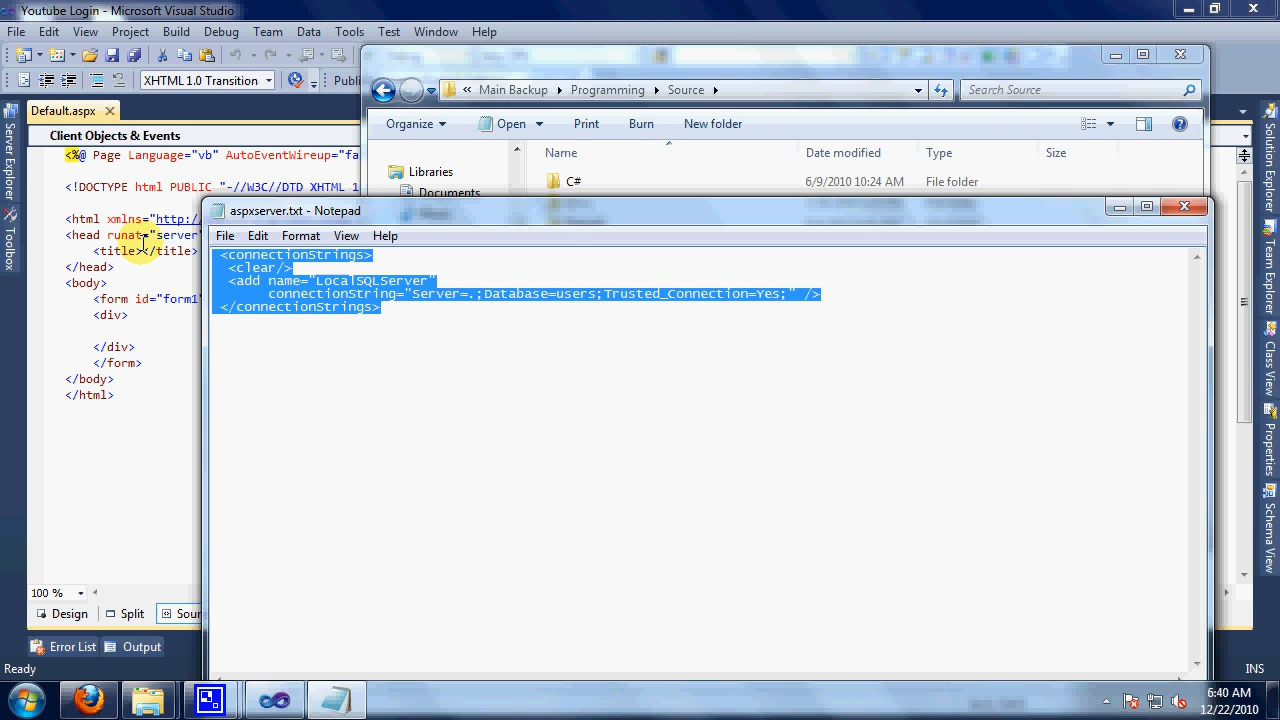 Youtube Login - Microsoft Visual Studio
File Edit View Project Build Debug Team Data Tools Test Window Help
XHTML 1.0 Transition
Publi
Default.aspx
Client Objects & Events
<%@ Page Language="vb" AutoEventWireup="fa
<!DOCTYPE html PUBLIC "-//W3C//DTD XHTML 1
<html xmlns="http:/
<head runat="server"
<title></title>
</head>
<body>
<form id="form1"
<div>
</div>
</form>
</body>
</html>
100 %
Design Split Sour
Error List Output
Ready
INS
Server Explorer
Toolbox
Main Backup Programming Source
Search Source
Organize Open Print Burn New folder
Libraries
Documents
Name Date modified Type Size
C# 6/9/2010 10:24 AM File folder
aspxserver.txt - Notepad
File Edit Format View Help
<connectionStrings>
<clear/>
<add name="LocalSQLServer"
connectionString="Server=.;Database=users;Trusted_Connection=Yes;" />
</connectionStrings>
Solution Explorer
Team Explorer
Class View
Properties
Schema View
6:40 AM
12/22/2010